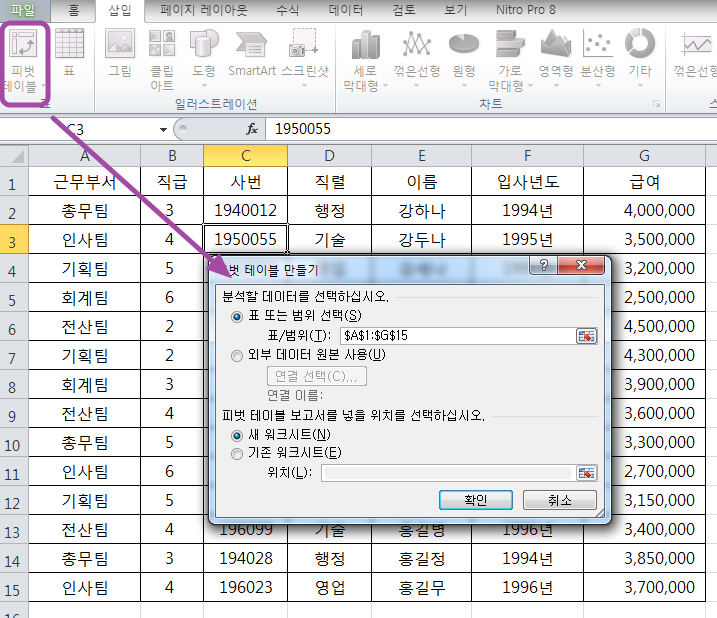 파일 홈 삽입 페이지 레이아웃 수식 데이터 검토 보기 Nitro Pro 8
피벗 테이블 표 그림 클립 아트 도형 SmartArt 스크린샷 세로 막대형 꺾은선형 원형 가로 막대형 영역형 분산형 기타 꺾은선형
표 일러스트레이션 차트 스
C3 fx 1950055
A B C D E F G
1 근무부서 직급 사번 직렬 이름 입사년도 급여
2 총무팀 3 1940012 행정 강하나 1994년 4,000,000
3 인사팀 4 1950055 기술 강두나 1995년 3,500,000
4 기획팀 5 3,200,000
5 회계팀 6 2,500,000
6 전산팀 2 4,500,000
7 기획팀 2 4,300,000
8 회계팀 3 3,900,000
9 전산팀 4 3,600,000
10 총무팀 5 3,300,000
11 인사팀 6 2,700,000
12 기획팀 5 3,150,000
13 전산팀 4 196099 기술 홍길병 1996년 3,400,000
14 총무팀 3 194028 행정 홍길정 1994년 3,850,000
15 인사팀 4 196023 영업 홍길무 1996년 3,700,000
16
벗 테이블 만들기
분석할 데이터를 선택하십시오.
표 또는 범위 선택(S)
표/범위(T): $A$1:$G$15
외부 데이터 원본 사용(U)
연결 선택(C)...
연결 이름:
피벗 테이블 보고서를 넣을 위치를 선택하십시오.
새 워크시트(N)
기존 워크시트(E)
위치(L):
확인 취소